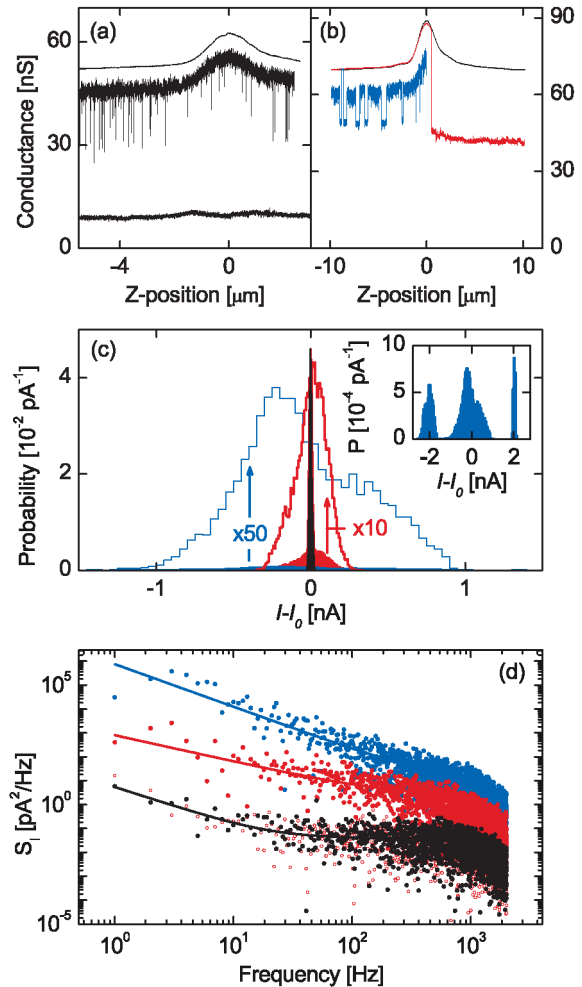 (a)
(b)
60
30
0
90
60
30
0
Conductance [nS]
-4
0
-10
0
10
Z-position [μm]
Z-position [μm]
(c)
4
2
0
Probability [10⁻² pA⁻¹]
x50
x10
-1
0
1
I-I₀ [nA]
10
5
0
P [10⁻⁴ pA⁻¹]
-2
0
2
I-I₀ [nA]
(d)
10⁵
10⁰
10⁻⁵
S_I [pA²/Hz]
10⁰
10¹
10²
10³
Frequency [Hz]